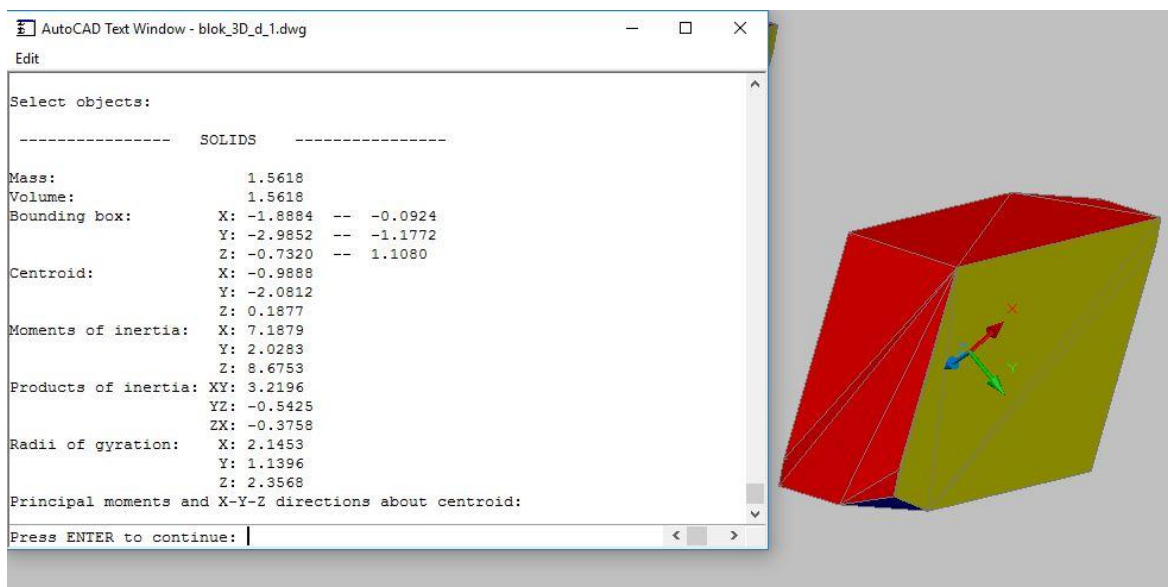 AutoCAD Text Window - blok_3D_d_1.dwg
Edit
Select objects:
---------------- SOLIDS ----------------
Mass: 1.5618
Volume: 1.5618
Bounding box: X: -1.8884 -- -0.0924
Y: -2.9852 -- -1.1772
Z: -0.7320 -- 1.1080
Centroid: X: -0.9888
Y: -2.0812
Z: 0.1877
Moments of inertia: X: 7.1879
Y: 2.0283
Z: 8.6753
Products of inertia: XY: 3.2196
YZ: -0.5425
ZX: -0.3758
Radii of gyration: X: 2.1453
Y: 1.1396
Z: 2.3568
Principal moments and X-Y-Z directions about centroid:
Press ENTER to continue:
X
Y